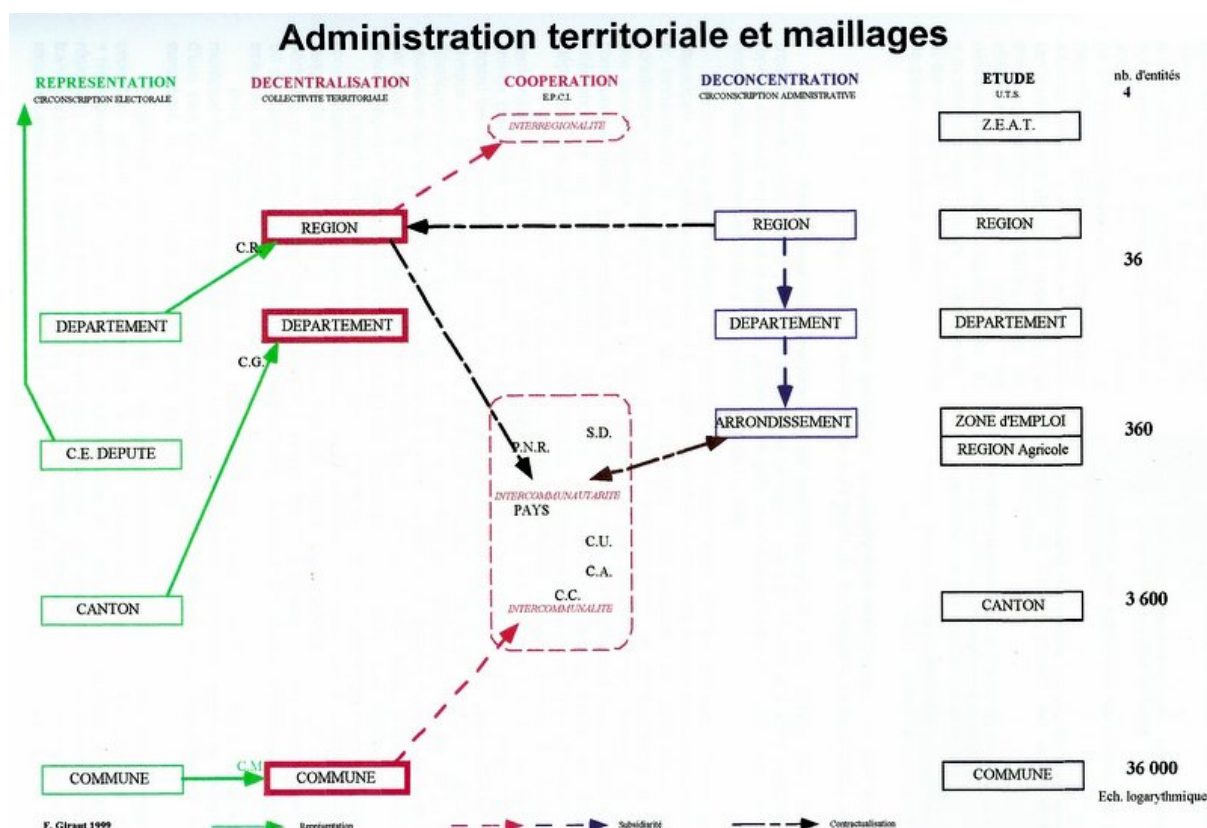 Administration territoriale et maillages
REPRESENTATION
CIRCONSCRIPTION ELECTORALE
DECENTRALISATION
COLLECTIVITE TERRITORIALE
COOPERATION
E.P.C.I.
DECONCENTRATION
CIRCONSCRIPTION ADMINISTRATIVE
ETUDE
U.T.S.
nb. d'entités
4
INTERREGIONALITE
Z.E.A.T.
REGION
REGION
REGION
C.R.
36
DEPARTEMENT
DEPARTEMENT
DEPARTEMENT
DEPARTEMENT
C.G.
ARRONDISSEMENT
ZONE d'EMPLOI
360
S.D.
P.N.R.
C.E. DEPUTE
REGION Agricole
INTERCOMMUNAUTARITE
PAYS
C.U.
C.A.
C.C.
INTERCOMMUNALITE
CANTON
CANTON
3 600
C.M.
COMMUNE
COMMUNE
COMMUNE
36 000
Ech. logarythmique
F. Giraut 1999
Représentation
Subsidiarité
Contractualisation